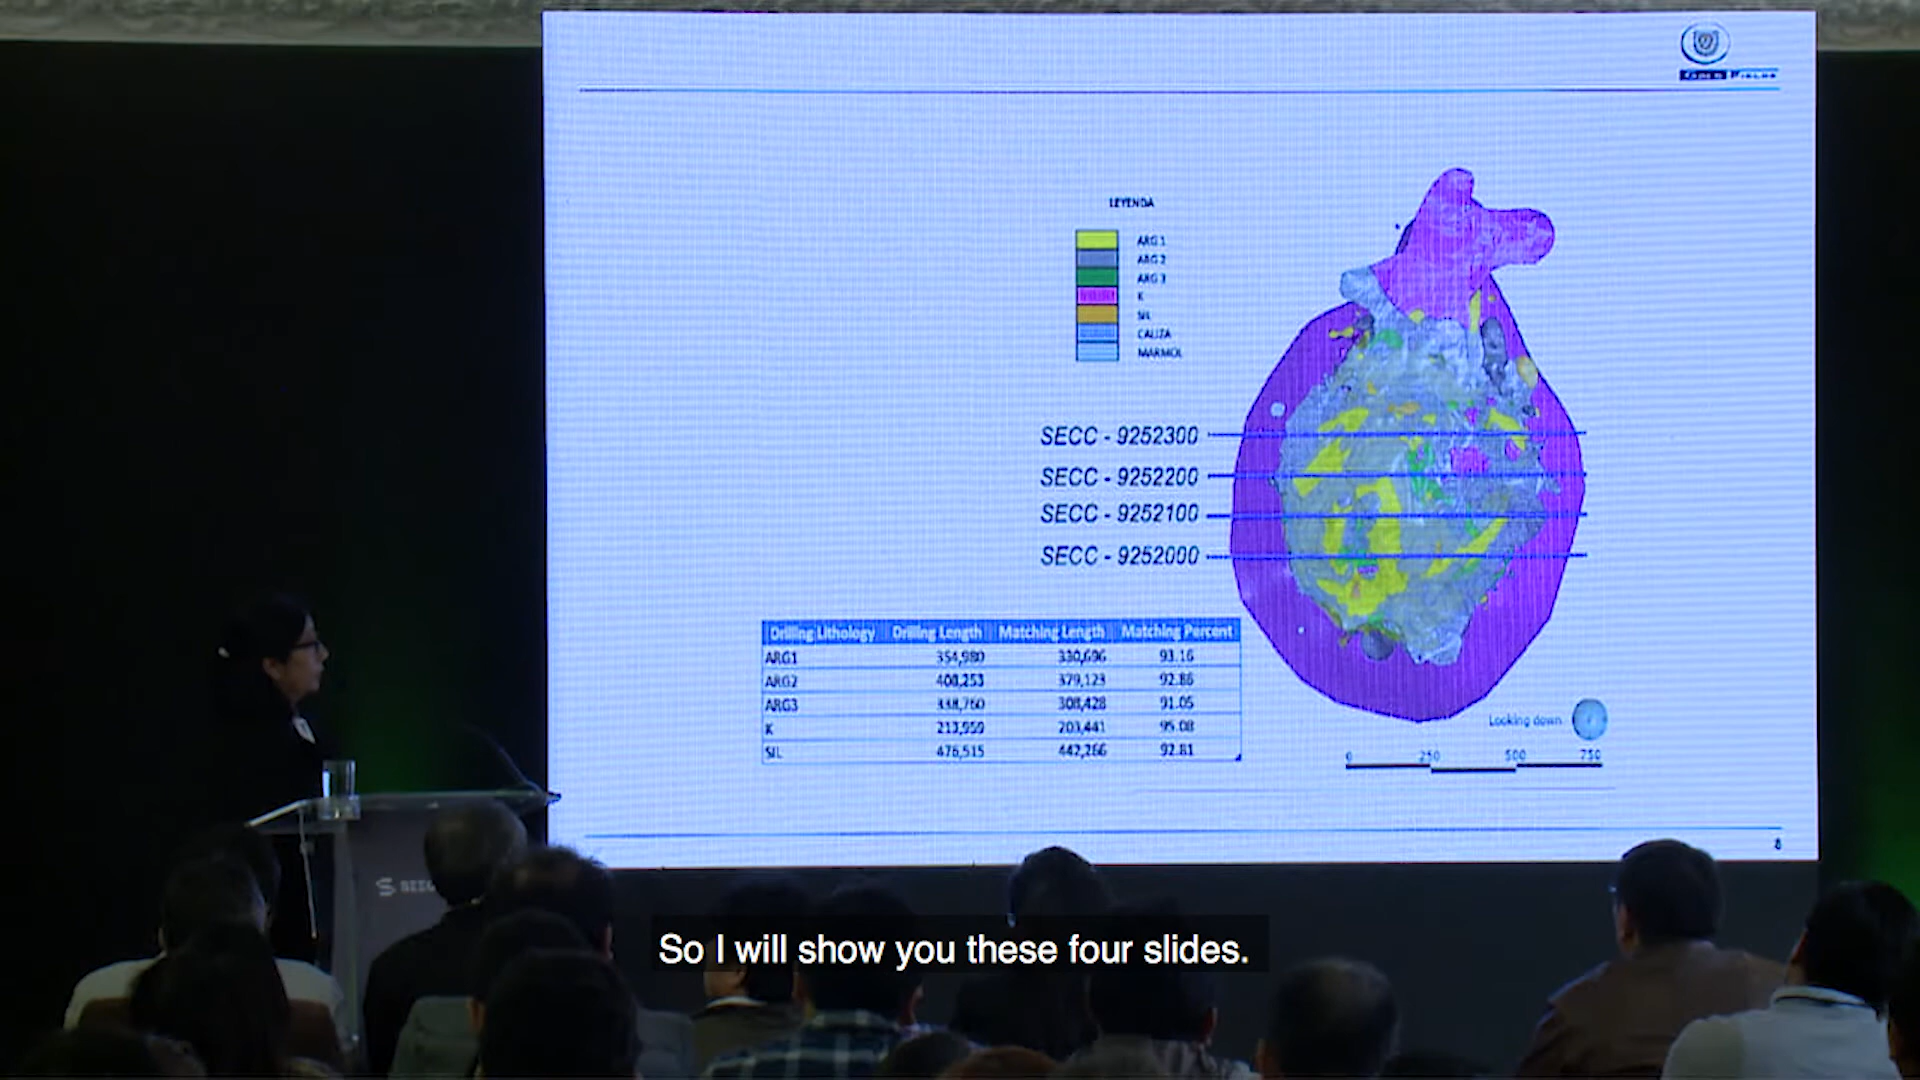 GOLD FIELDS
LEYENDA
ARG 1
ARG 2
ARG 3
K
SIL
CALIZA
MARMOL
SECC - 9252300
SECC - 9252200
SECC - 9252100
SECC - 9252000
Drilling Lithology Drilling Length Matching Length Matching Percent
ARG1 354,980 330,696 93.16
ARG2 408,253 379,123 92.86
ARG3 338,760 308,428 91.05
K 213,959 203,441 95.08
SIL 476,515 442,266 92.81
Looking down
0 250 500 750
8
So I will show you these four slides.